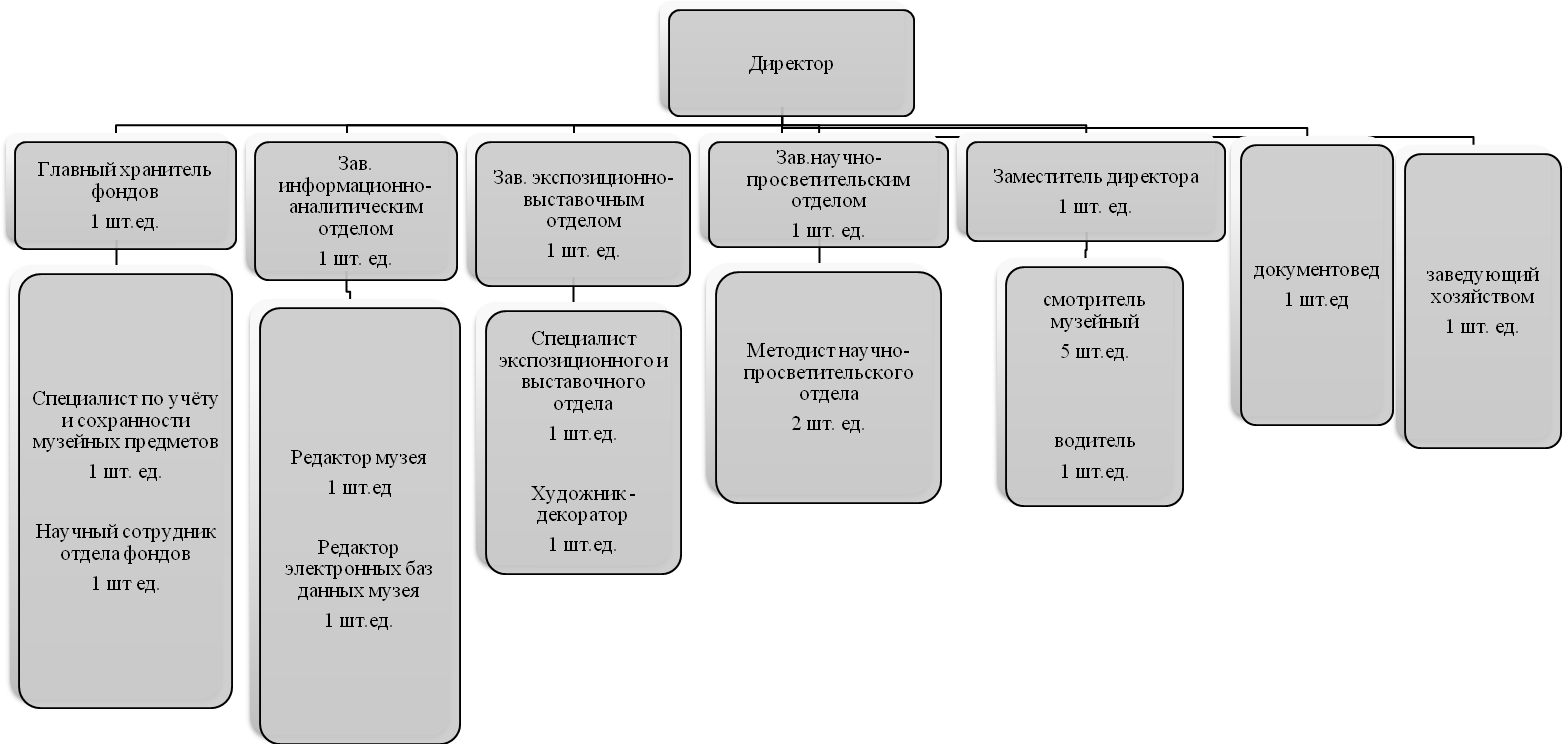 Директор
Главный хранитель
фондов
1 шт.ед.
Зав.
информационно-
аналитическим
отделом
1 шт. ед.
Зав. экспозиционно-
выставочным
отделом
1 шт. ед.
Зав.научно-
просветительским
отделом
1 шт. ед.
Заместитель директора
1 шт. ед.
документовед
1 шт.ед
заведующий
хозяйством
1 шт. ед.
Специалист по учёту
и сохранности
музейных предметов
1 шт. ед.
Научный сотрудник
отдела фондов
1 шт ед.
Редактор музея
1 шт.ед
Редактор
электронных баз
данных музея
1 шт.ед.
Специалист
экспозиционного и
выставочного
отдела
1 шт.ед.
Художник -
декоратор
1 шт.ед.
Методист научно-
просветительского
отдела
2 шт. ед.
смотритель
музейный
5 шт.ед.
водитель
1 шт.ед.